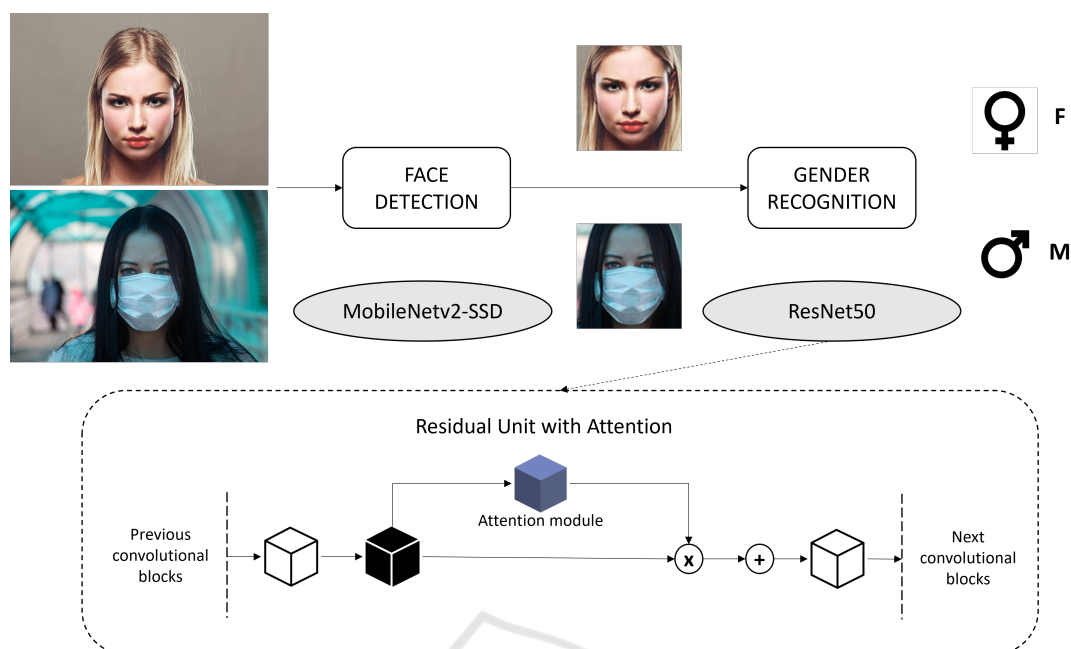 FACE
DETECTION
GENDER
RECOGNITION
F
M
MobileNetv2-SSD
ResNet50
Residual Unit with Attention
Attention module
Previous
convolutional
blocks
x
+
Next
convolutional
blocks